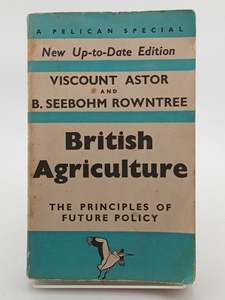 A PELICAN SPECIAL
New Up-to-Date Edition
VISCOUNT ASTOR
AND
B. SEEBOHM ROWNTREE
British
Agriculture
THE PRINCIPLES OF
FUTURE POLICY